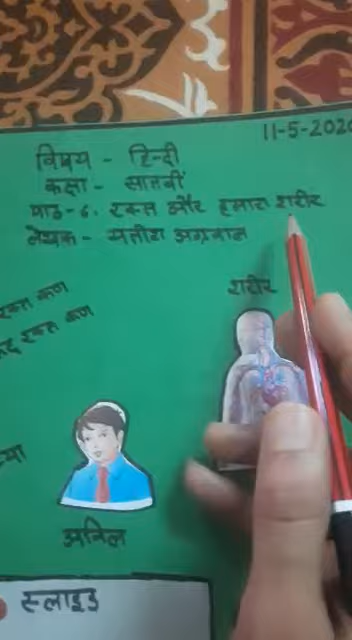 11-5-2020
विषय - हिन्दी
कक्षा - सातवीं
पाठ-6. रक्त और हमारा शरीर
लेखक - यतीश अग्रवाल
शरीर
रक्त कण
रक्त कण
अनिल
स्लाइड